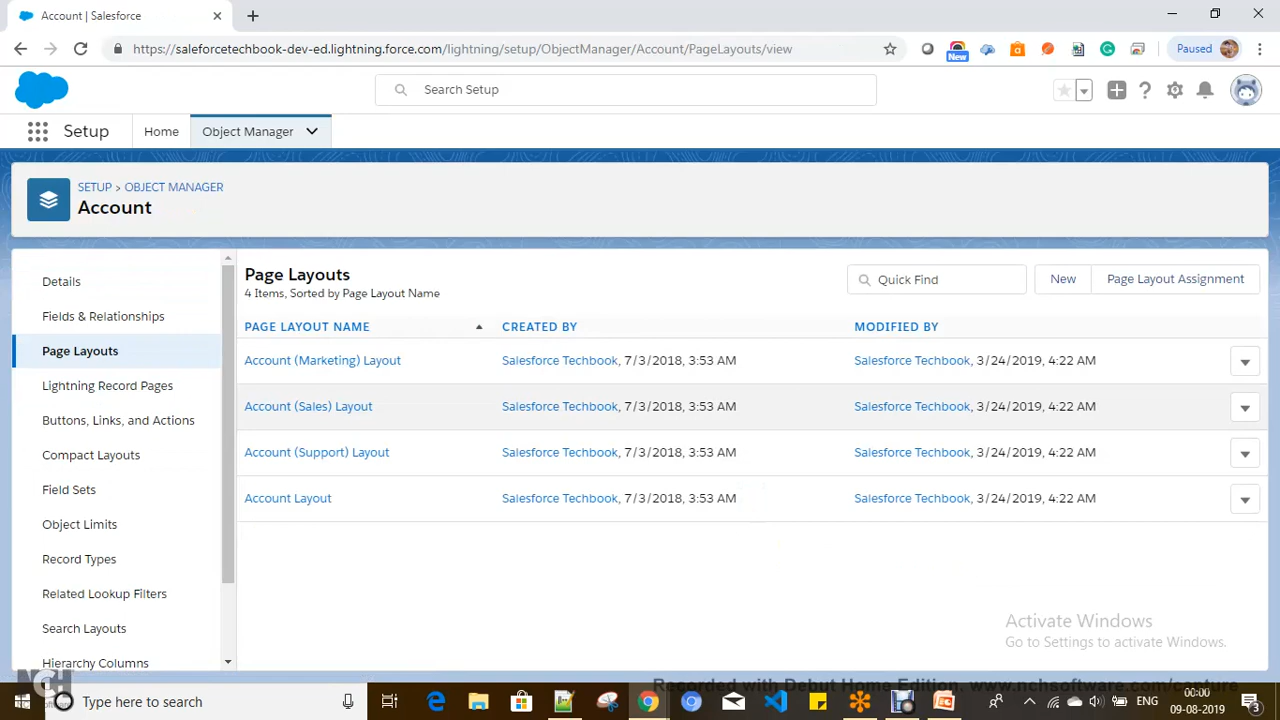 Account | Salesforce
https://saleforcetechbook-dev-ed.lightning.force.com/lightning/setup/ObjectManager/Account/PageLayouts/view
New
Paused
Search Setup
Setup
Home
Object Manager
SETUP > OBJECT MANAGER
Account
Details
Fields & Relationships
Page Layouts
Lightning Record Pages
Buttons, Links, and Actions
Compact Layouts
Field Sets
Object Limits
Record Types
Related Lookup Filters
Search Layouts
Hierarchy Columns
Page Layouts
4 Items, Sorted by Page Layout Name
Quick Find
New
Page Layout Assignment
PAGE LAYOUT NAME CREATED BY MODIFIED BY
Account (Marketing) Layout Salesforce Techbook, 7/3/2018, 3:53 AM Salesforce Techbook, 3/24/2019, 4:22 AM
Account (Sales) Layout Salesforce Techbook, 7/3/2018, 3:53 AM Salesforce Techbook, 3/24/2019, 4:22 AM
Account (Support) Layout Salesforce Techbook, 7/3/2018, 3:53 AM Salesforce Techbook, 3/24/2019, 4:22 AM
Account Layout Salesforce Techbook, 7/3/2018, 3:53 AM Salesforce Techbook, 3/24/2019, 4:22 AM
Activate Windows
Go to Settings to activate Windows.
NCH
Recorded with Debut Home Edition, www.nchsoftware.com/capture
Type here to search
ENG
00:00
09-08-2019
3